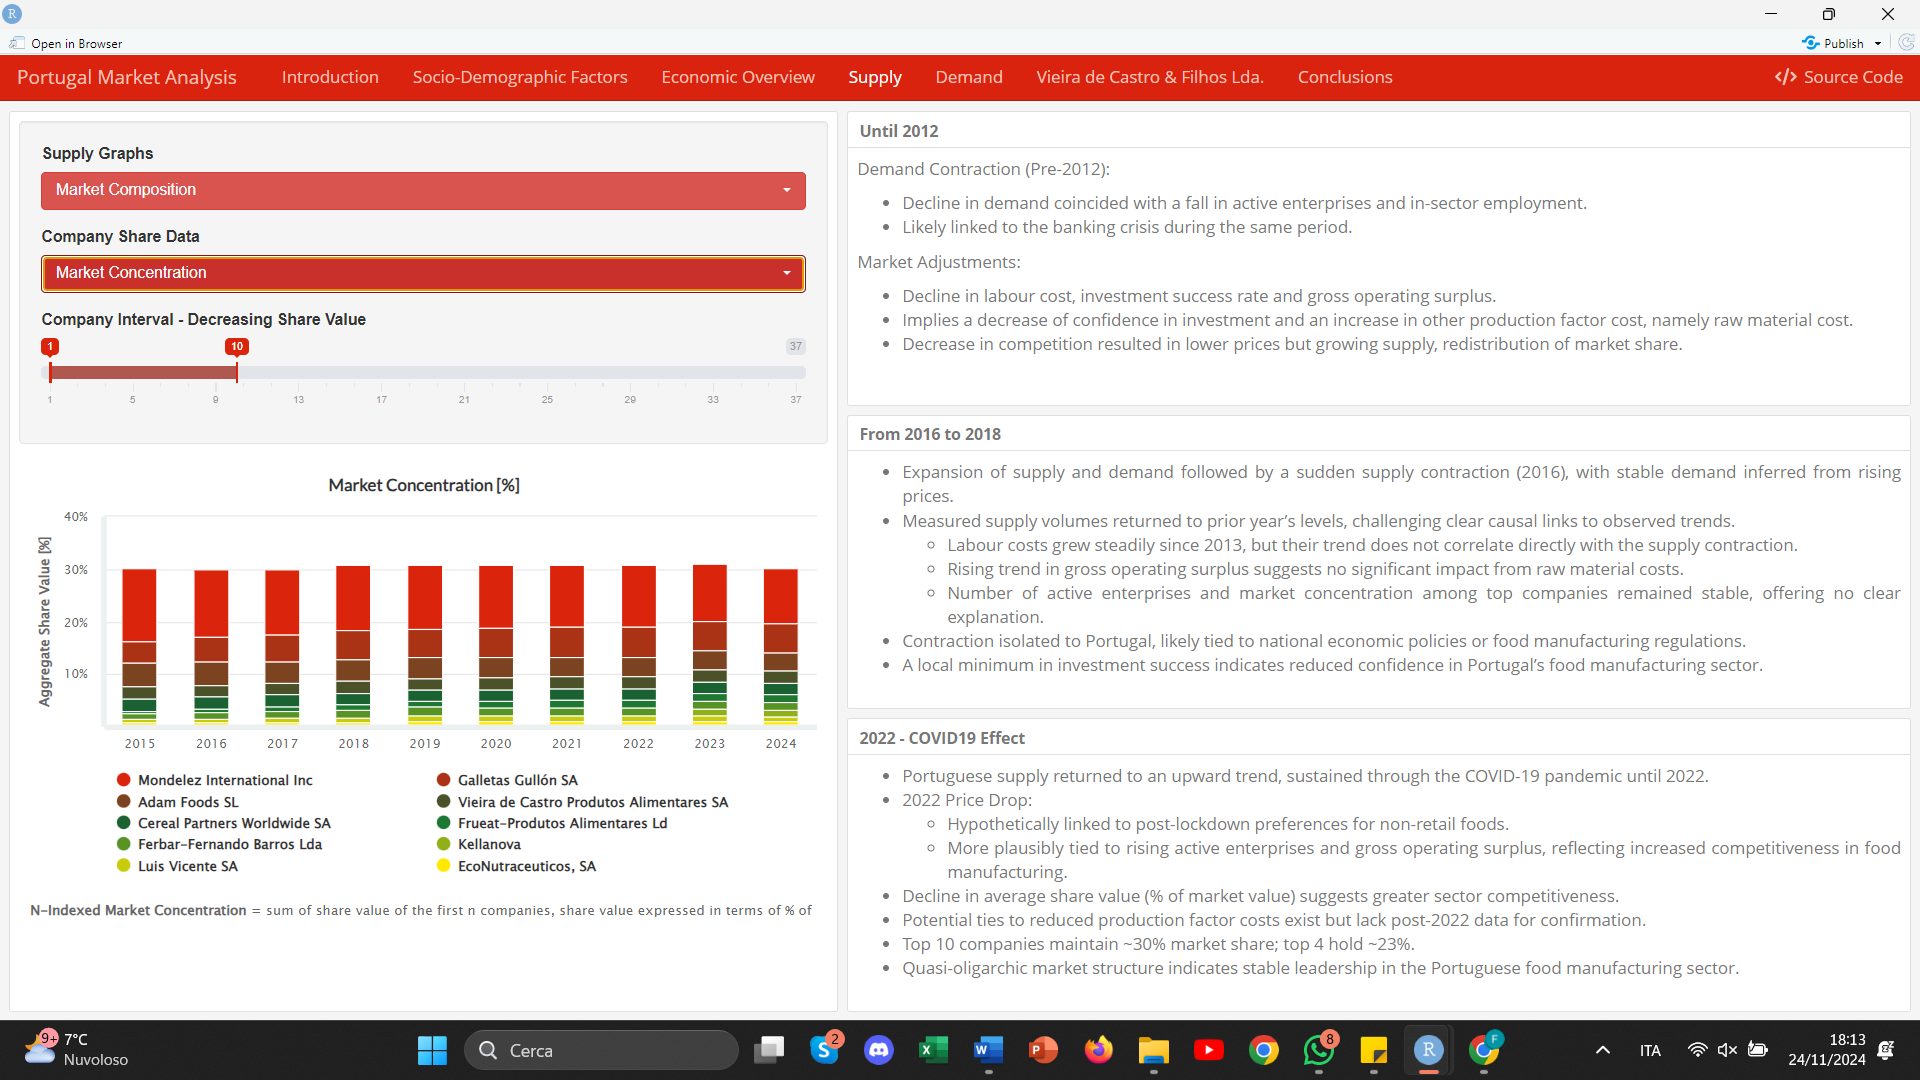 R
Open in Browser
Publish
Portugal Market Analysis
Introduction
Socio-Demographic Factors
Economic Overview
Supply
Demand
Vieira de Castro & Filhos Lda.
Conclusions
</> Source Code
Supply Graphs
Market Composition
Company Share Data
Market Concentration
Company Interval - Decreasing Share Value
1 10 37
1 5 9 13 17 21 25 29 33 37
Market Concentration [%]
Aggregate Share Value [%]
40%
30%
20%
10%
2015 2016 2017 2018 2019 2020 2021 2022 2023 2024
Mondelez International Inc
Galletas Gullón SA
Adam Foods SL
Vieira de Castro Produtos Alimentares SA
Cereal Partners Worldwide SA
Frueat-Produtos Alimentares Ld
Ferbar-Fernando Barros Lda
Kellanova
Luis Vicente SA
EcoNutraceuticos, SA
N-Indexed Market Concentration = sum of share value of the first n companies, share value expressed in terms of % of
Until 2012
Demand Contraction (Pre-2012):
• Decline in demand coincided with a fall in active enterprises and in-sector employment.
• Likely linked to the banking crisis during the same period.
Market Adjustments:
• Decline in labour cost, investment success rate and gross operating surplus.
• Implies a decrease of confidence in investment and an increase in other production factor cost, namely raw material cost.
• Decrease in competition resulted in lower prices but growing supply, redistribution of market share.
From 2016 to 2018
• Expansion of supply and demand followed by a sudden supply contraction (2016), with stable demand inferred from rising
prices.
• Measured supply volumes returned to prior year's levels, challenging clear causal links to observed trends.
◦ Labour costs grew steadily since 2013, but their trend does not correlate directly with the supply contraction.
◦ Rising trend in gross operating surplus suggests no significant impact from raw material costs.
◦ Number of active enterprises and market concentration among top companies remained stable, offering no clear
explanation.
• Contraction isolated to Portugal, likely tied to national economic policies or food manufacturing regulations.
• A local minimum in investment success indicates reduced confidence in Portugal's food manufacturing sector.
2022 - COVID19 Effect
• Portuguese supply returned to an upward trend, sustained through the COVID-19 pandemic until 2022.
• 2022 Price Drop:
◦ Hypothetically linked to post-lockdown preferences for non-retail foods.
◦ More plausibly tied to rising active enterprises and gross operating surplus, reflecting increased competitiveness in food
manufacturing.
• Decline in average share value (% of market value) suggests greater sector competitiveness.
• Potential ties to reduced production factor costs exist but lack post-2022 data for confirmation.
• Top 10 companies maintain ~30% market share; top 4 hold ~23%.
• Quasi-oligarchic market structure indicates stable leadership in the Portuguese food manufacturing sector.
9+
7°C
Nuvoloso
Cerca
S 2
X
W
P
8
R
F
ITA
18:13
24/11/2024